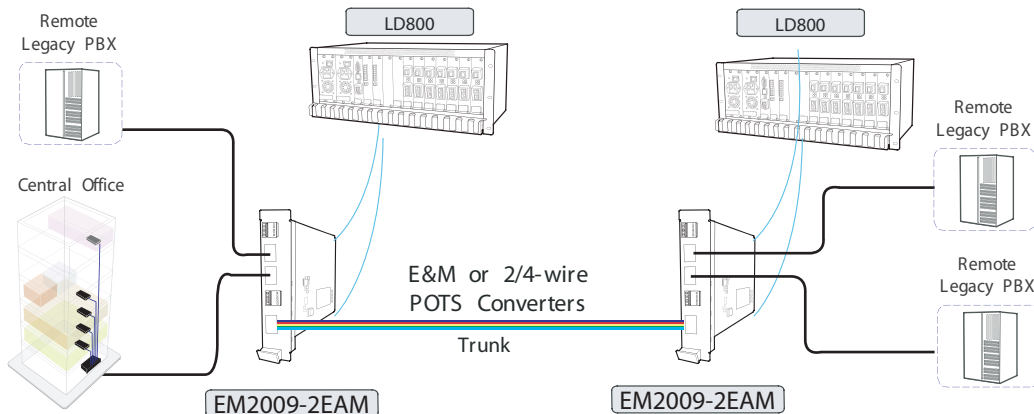 Remote
Legacy PBX
LD800
LD800
Remote
Legacy PBX
Central Office
E&M or 2/4-wire
POTS Converters
Trunk
Remote
Legacy PBX
EM2009-2EAM
EM2009-2EAM